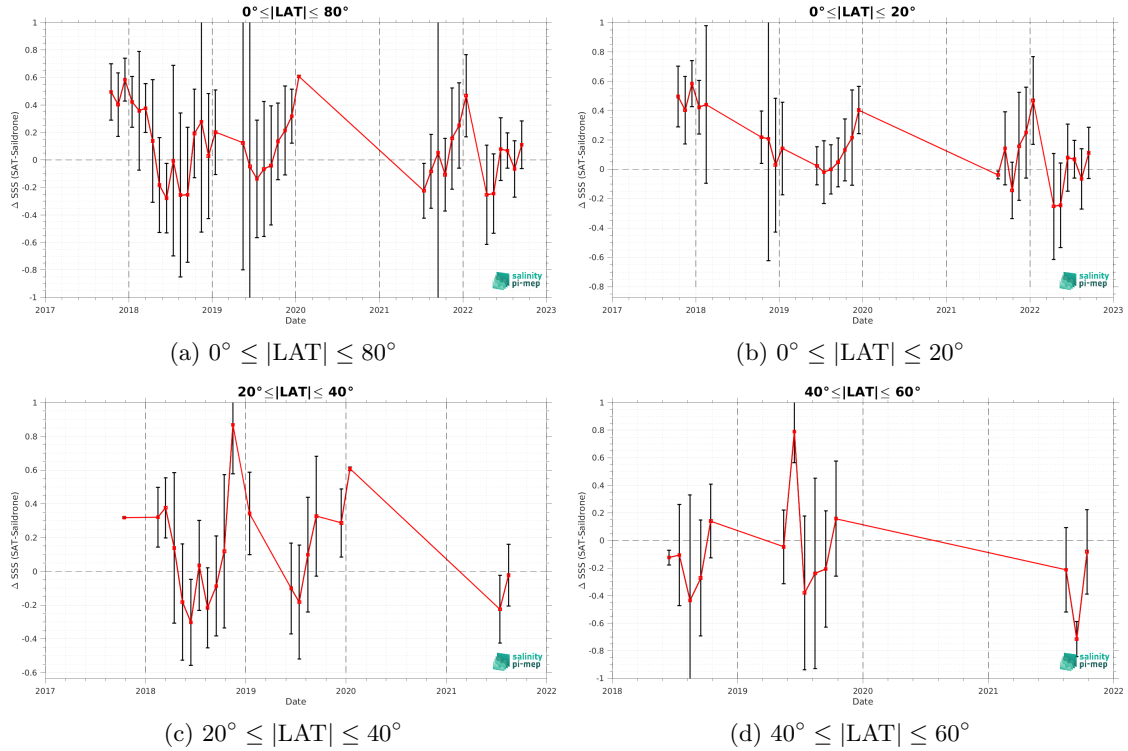 0°≤|LAT|≤ 80°
1
0.8
0.6
0.4
0.2
0
-0.2
-0.4
-0.6
-0.8
-1
Δ SSS (SAT-Saildrone)
2017 2018 2019 2020 2021 2022 2023
Date
salinity
pi-mep
(a) 0° ≤ |LAT| ≤ 80°
0°≤|LAT|≤ 20°
1
0.8
0.6
0.4
0.2
0
-0.2
-0.4
-0.6
-0.8
Δ SSS (SAT-Saildrone)
2017 2018 2019 2020 2021 2022 2023
Date
salinity
pi-mep
(b) 0° ≤ |LAT| ≤ 20°
20°≤|LAT|≤ 40°
1
0.8
0.6
0.4
0.2
0
-0.2
-0.4
-0.6
Δ SSS (SAT-Saildrone)
2017 2018 2019 2020 2021 2022
Date
salinity
pi-mep
(c) 20° ≤ |LAT| ≤ 40°
40°≤|LAT|≤ 60°
1
0.8
0.6
0.4
0.2
0
-0.2
-0.4
-0.6
-0.8
-1
Δ SSS (SAT-Saildrone)
2018 2019 2020 2021 2022
Date
salinity
pi-mep
(d) 40° ≤ |LAT| ≤ 60°